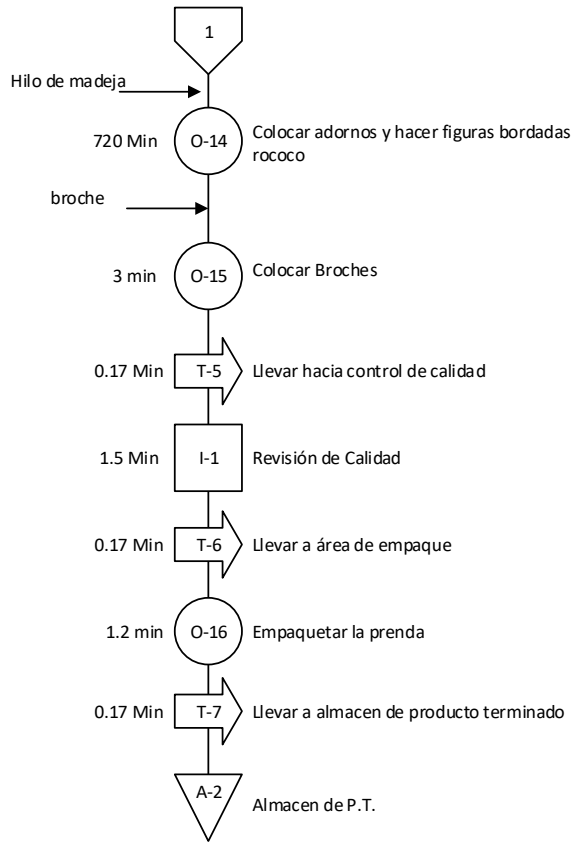 1
Hilo de madeja
720 Min
O-14
Colocar adornos y hacer figuras bordadas
rococo
broche
3 min
O-15
Colocar Broches
0.17 Min
T-5
Llevar hacia control de calidad
1.5 Min
I-1
Revisión de Calidad
0.17 Min
T-6
Llevar a área de empaque
1.2 min
O-16
Empaquetar la prenda
0.17 Min
T-7
Llevar a almacen de producto terminado
A-2
Almacen de P.T.